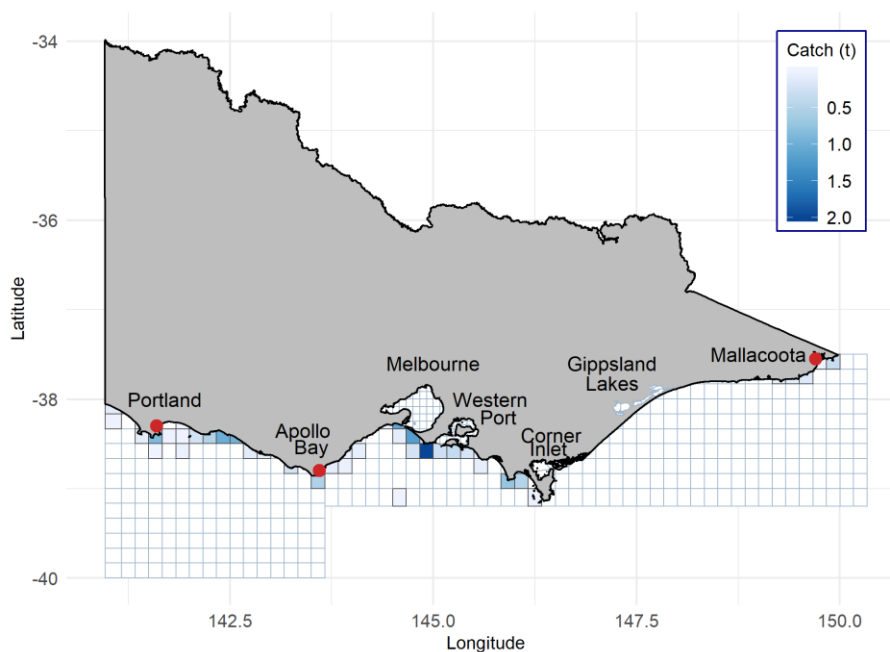 -34
-36
-38
-40
Latitude
Catch (t)
0.5
1.0
1.5
2.0
Melbourne
Gippsland
Lakes
Mallacoota
Portland
Western
Port
Apollo
Bay
Corner
Inlet
142.5
145.0
147.5
150.0
Longitude